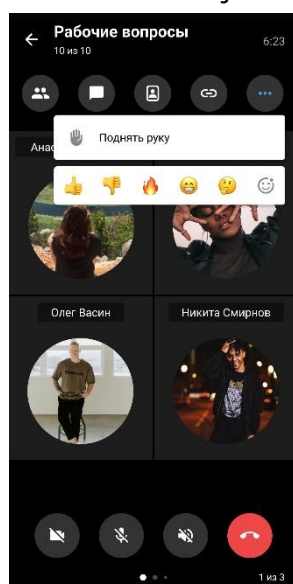 Рабочие вопросы
10 из 10
6:23
Поднять руку
Олег Васин
Никита Смирнов
1 из 3